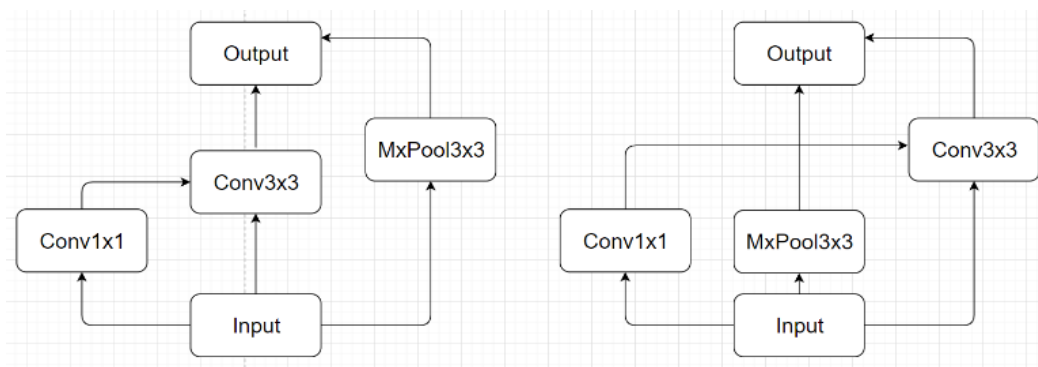 Output
MxPool3x3
Conv3x3
Conv1x1
Input
Output
Conv3x3
Conv1x1
MxPool3x3
Input